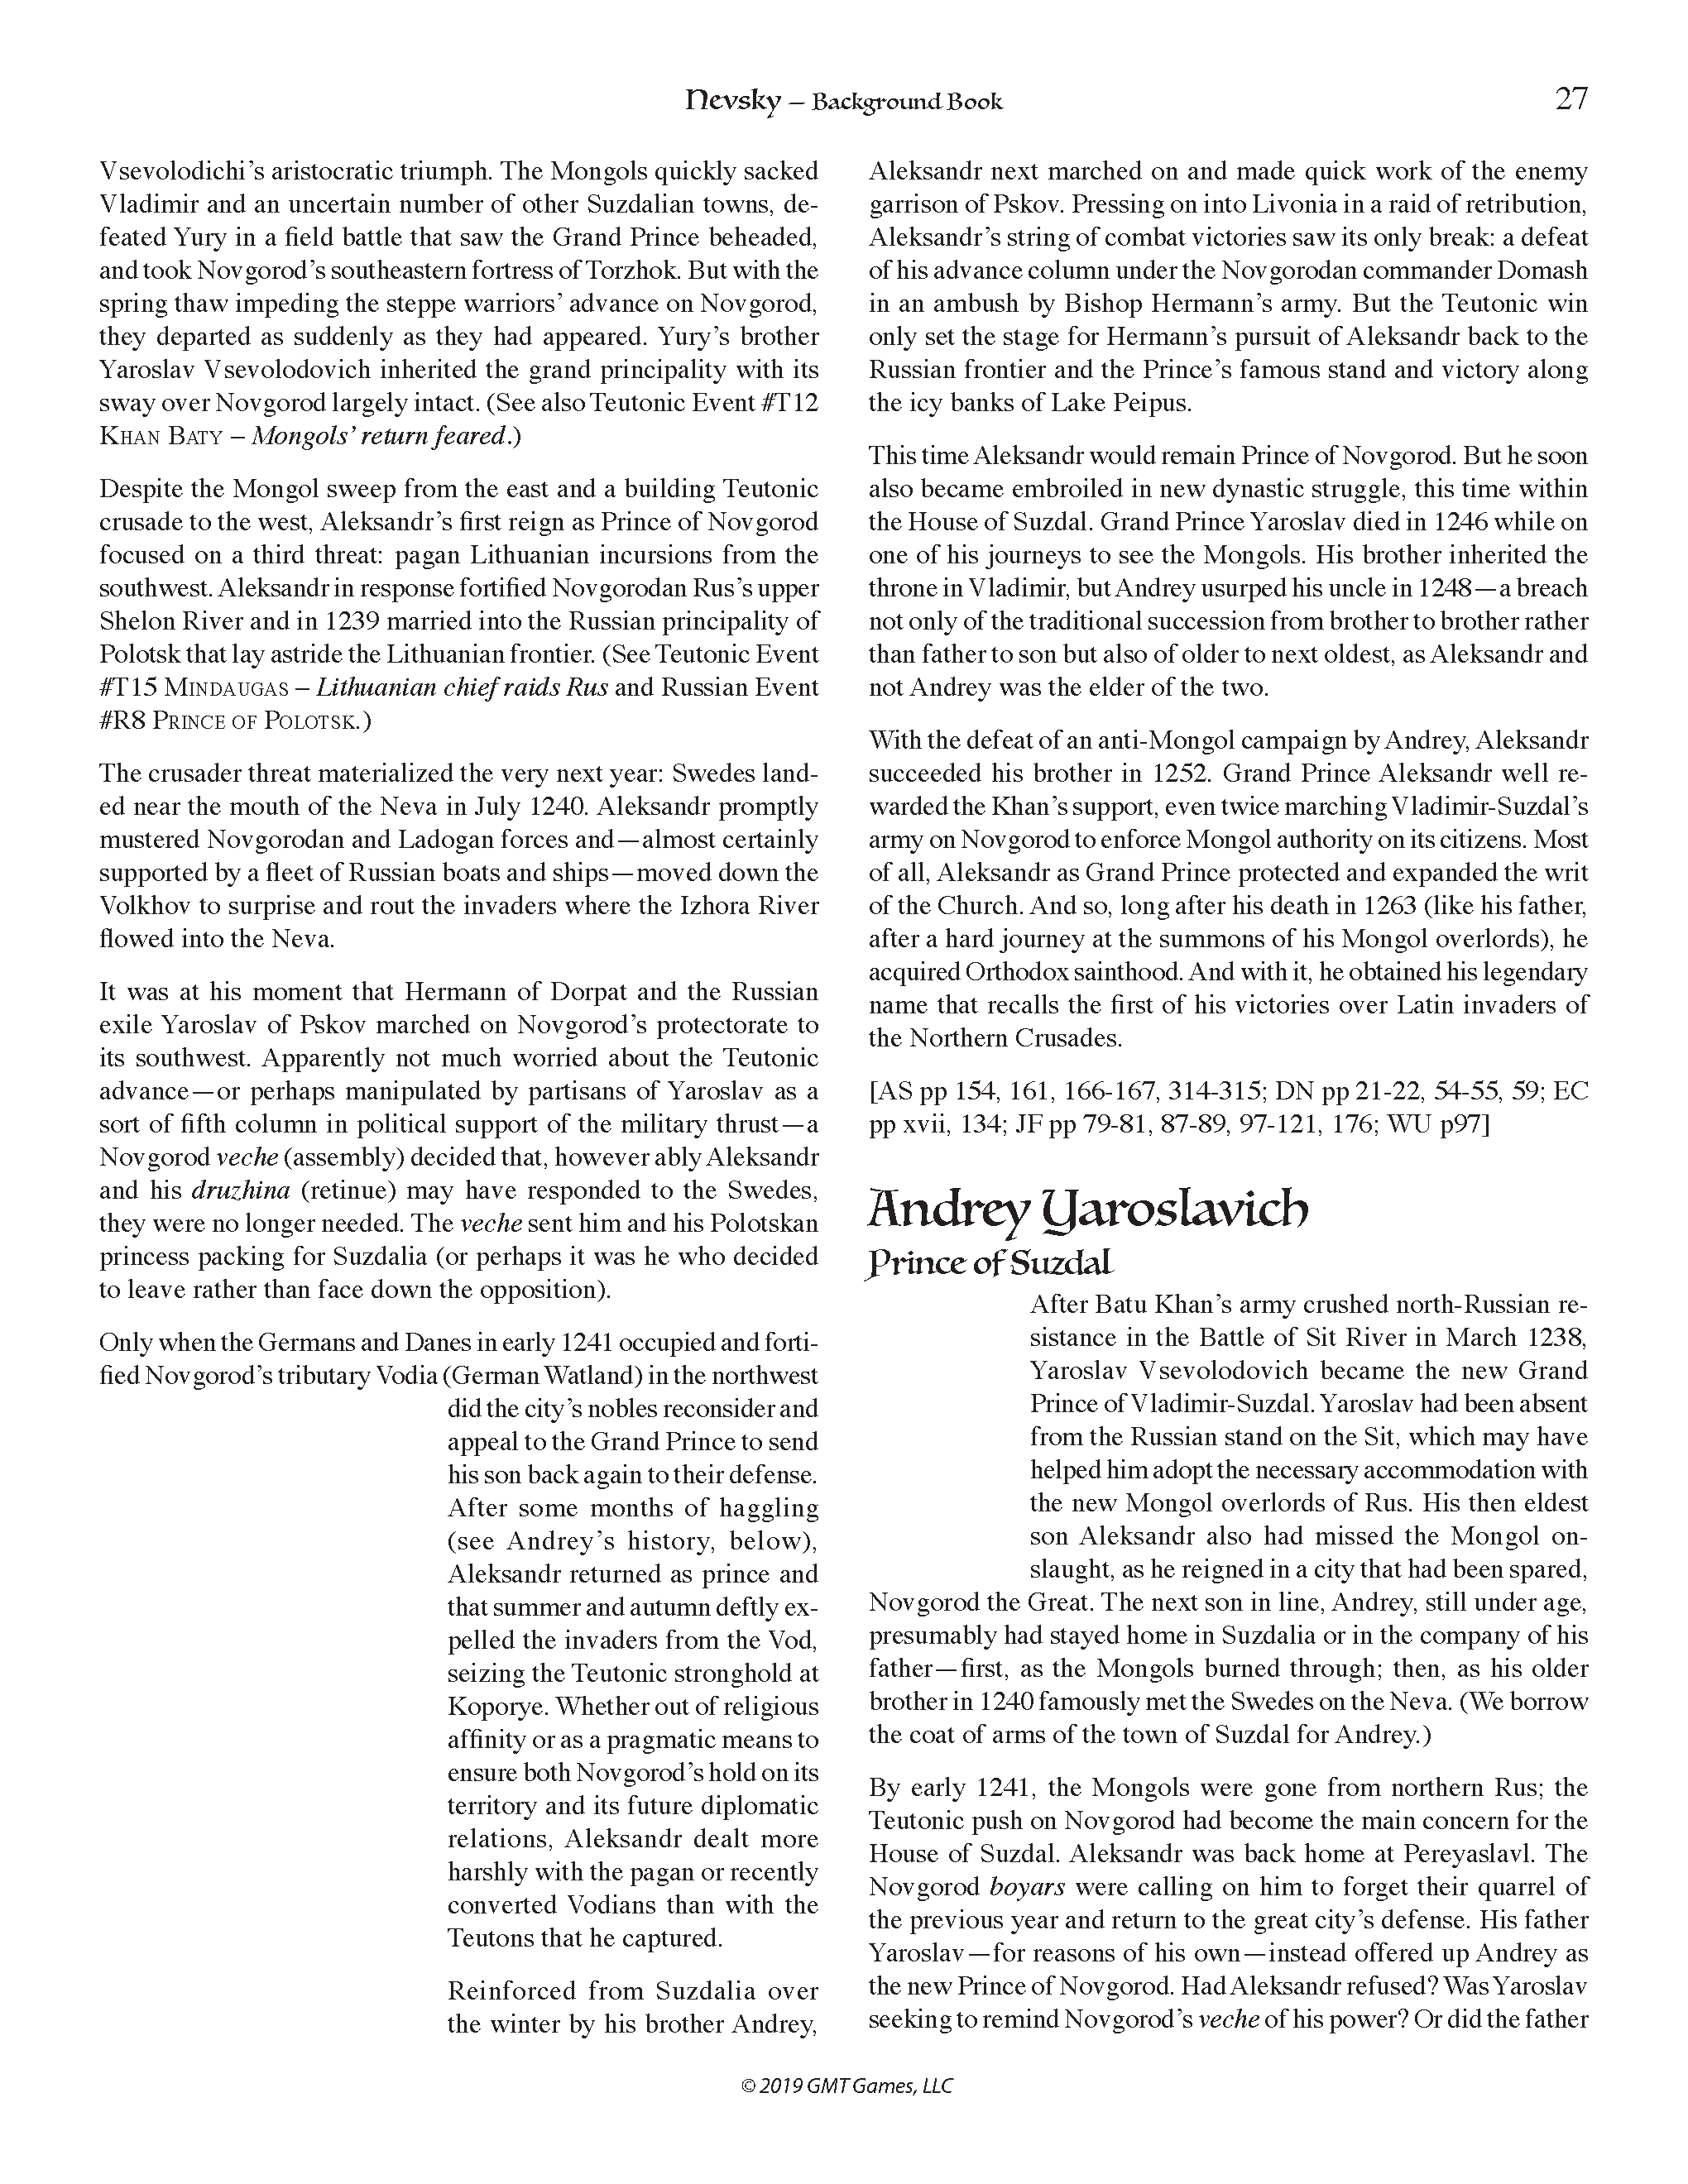 Nevsky – Background Book
27
Vsevolodichi's aristocratic triumph. The Mongols quickly sacked
Vladimir and an uncertain number of other Suzdalian towns, de-
feated Yury in a field battle that saw the Grand Prince beheaded,
and took Novgorod's southeastern fortress of Torzhok. But with the
spring thaw impeding the steppe warriors' advance on Novgorod,
they departed as suddenly as they had appeared. Yury's brother
Yaroslav Vsevolodovich inherited the grand principality with its
sway over Novgorod largely intact. (See also Teutonic Event #T12
KHAN BATY – Mongols' return feared.)
Despite the Mongol sweep from the east and a building Teutonic
crusade to the west, Aleksandr's first reign as Prince of Novgorod
focused on a third threat: pagan Lithuanian incursions from the
southwest. Aleksandr in response fortified Novgorodan Rus's upper
Shelon River and in 1239 married into the Russian principality of
Polotsk that lay astride the Lithuanian frontier. (See Teutonic Event
#T15 MINDAUGAS – Lithuanian chief raids Rus and Russian Event
#R8 PRINCE OF POLOTSK.)
The crusader threat materialized the very next year: Swedes land-
ed near the mouth of the Neva in July 1240. Aleksandr promptly
mustered Novgorodan and Ladogan forces and—almost certainly
supported by a fleet of Russian boats and ships—moved down the
Volkhov to surprise and rout the invaders where the Izhora River
flowed into the Neva.
It was at his moment that Hermann of Dorpat and the Russian
exile Yaroslav of Pskov marched on Novgorod's protectorate to
its southwest. Apparently not much worried about the Teutonic
advance—or perhaps manipulated by partisans of Yaroslav as a
sort of fifth column in political support of the military thrust—a
Novgorod veche (assembly) decided that, however ably Aleksandr
and his druzhina (retinue) may have responded to the Swedes,
they were no longer needed. The veche sent him and his Polotskan
princess packing for Suzdalia (or perhaps it was he who decided
to leave rather than face down the opposition).
Only when the Germans and Danes in early 1241 occupied and forti-
fied Novgorod's tributary Vodia (German Watland) in the northwest
did the city's nobles reconsider and
appeal to the Grand Prince to send
his son back again to their defense.
After some months of haggling
(see Andrey's history, below),
Aleksandr returned as prince and
that summer and autumn deftly ex-
pelled the invaders from the Vod,
seizing the Teutonic stronghold at
Koporye. Whether out of religious
affinity or as a pragmatic means to
ensure both Novgorod's hold on its
territory and its future diplomatic
relations, Aleksandr dealt more
harshly with the pagan or recently
converted Vodians than with the
Teutons that he captured.
Reinforced from Suzdalia over
the winter by his brother Andrey,
Aleksandr next marched on and made quick work of the enemy
garrison of Pskov. Pressing on into Livonia in a raid of retribution,
Aleksandr's string of combat victories saw its only break: a defeat
of his advance column under the Novgorodan commander Domash
in an ambush by Bishop Hermann's army. But the Teutonic win
only set the stage for Hermann's pursuit of Aleksandr back to the
Russian frontier and the Prince's famous stand and victory along
the icy banks of Lake Peipus.
This time Aleksandr would remain Prince of Novgorod. But he soon
also became embroiled in new dynastic struggle, this time within
the House of Suzdal. Grand Prince Yaroslav died in 1246 while on
one of his journeys to see the Mongols. His brother inherited the
throne in Vladimir, but Andrey usurped his uncle in 1248—a breach
not only of the traditional succession from brother to brother rather
than father to son but also of older to next oldest, as Aleksandr and
not Andrey was the elder of the two.
With the defeat of an anti-Mongol campaign by Andrey, Aleksandr
succeeded his brother in 1252. Grand Prince Aleksandr well re-
warded the Khan's support, even twice marching Vladimir-Suzdal's
army on Novgorod to enforce Mongol authority on its citizens. Most
of all, Aleksandr as Grand Prince protected and expanded the writ
of the Church. And so, long after his death in 1263 (like his father,
after a hard journey at the summons of his Mongol overlords), he
acquired Orthodox sainthood. And with it, he obtained his legendary
name that recalls the first of his victories over Latin invaders of
the Northern Crusades.
[AS pp 154, 161, 166-167, 314-315; DN pp 21-22, 54-55, 59; EC
pp xvii, 134; JF pp 79-81, 87-89, 97-121, 176; WU p97]
Andrey Yaroslavich
Prince of Suzdal
After Batu Khan's army crushed north-Russian re-
sistance in the Battle of Sit River in March 1238,
Yaroslav Vsevolodovich became the new Grand
Prince of Vladimir-Suzdal. Yaroslav had been absent
from the Russian stand on the Sit, which may have
helped him adopt the necessary accommodation with
the new Mongol overlords of Rus. His then eldest
son Aleksandr also had missed the Mongol on-
slaught, as he reigned in a city that had been spared,
Novgorod the Great. The next son in line, Andrey, still under age,
presumably had stayed home in Suzdalia or in the company of his
father—first, as the Mongols burned through; then, as his older
brother in 1240 famously met the Swedes on the Neva. (We borrow
the coat of arms of the town of Suzdal for Andrey.)
By early 1241, the Mongols were gone from northern Rus; the
Teutonic push on Novgorod had become the main concern for the
House of Suzdal. Aleksandr was back home at Pereyaslavl. The
Novgorod boyars were calling on him to forget their quarrel of
the previous year and return to the great city's defense. His father
Yaroslav—for reasons of his own—instead offered up Andrey as
the new Prince of Novgorod. Had Aleksandr refused? Was Yaroslav
seeking to remind Novgorod's veche of his power? Or did the father
© 2019 GMT Games, LLC